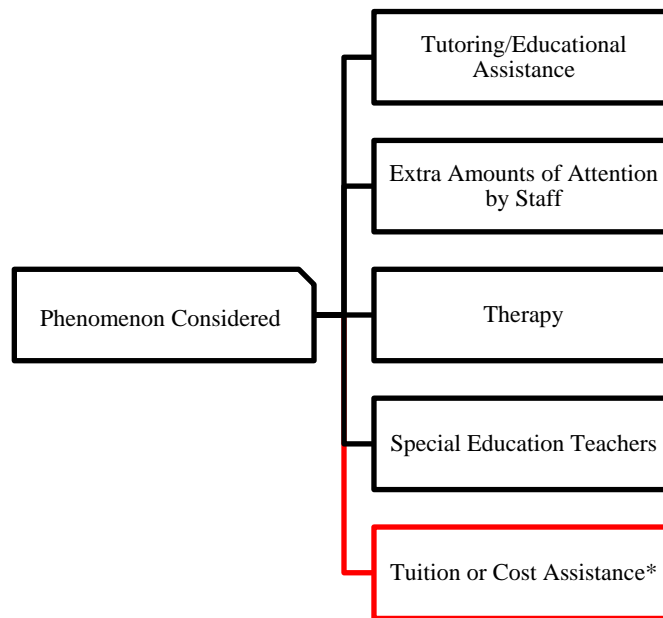 Tutoring/Educational
Assistance
Extra Amounts of Attention
by Staff
Phenomenon Considered
Therapy
Special Education Teachers
Tuition or Cost Assistance*